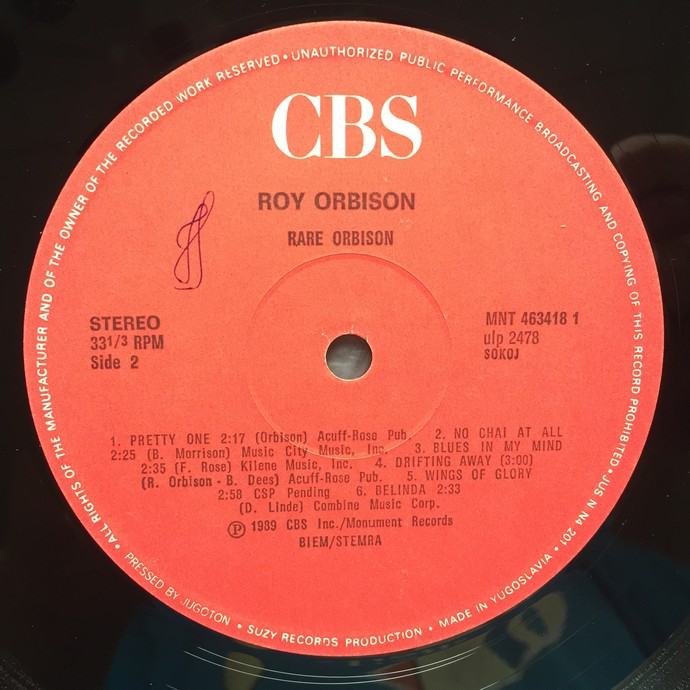 ALL RIGHTS OF THE MANUFACTURER AND OF THE OWNER OF THE RECORDED WORK RESERVED • UNAUTHORIZED PUBLIC PERFORMANCE BROADCASTING AND COPYING OF THIS RECORD PROHIBITED • JUS N N4 201 •
CBS
ROY ORBISON
RARE ORBISON
STEREO
33 1/3 RPM
Side 2
MNT 463418 1
ulp 2478
SOKOJ
1. PRETTY ONE 2:17 (Orbison) Acuff-Rose Pub. 2. NO CHAI AT ALL
2:25 (B. Morrison) Music City Music, Inc. 3. BLUES IN MY MIND
2:35 (F. Rose) Kilene Music, Inc. 4. DRIFTING AWAY (3:00)
(R. Orbison - B. Dees) Acuff-Rose Pub. 5. WINGS OF GLORY
2:58 CSP Pending 6. BELINDA 2:33
(D. Linde) Combine Music Corp.
Ⓟ 1989 CBS Inc./Monument Records
BIEM/STEMRA
PRESSED BY JUGOTON • SUZY RECORDS PRODUCTION • MADE IN YUGOSLAVIA •